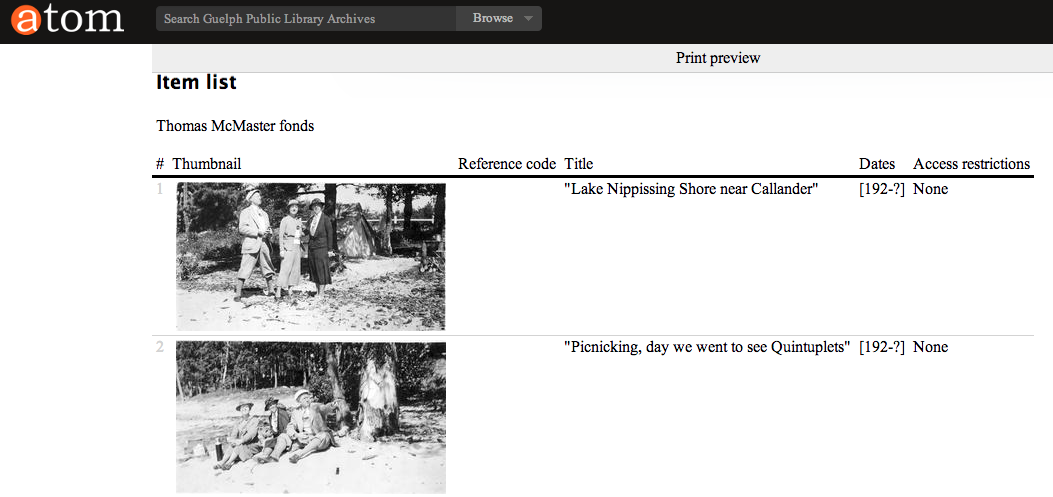 atom
Search Guelph Public Library Archives Browse
Print preview
Item list
Thomas McMaster fonds
# Thumbnail Reference code Title Dates Access restrictions
1 "Lake Nippissing Shore near Callander" [192-?] None
2 "Picnicking, day we went to see Quintuplets" [192-?] None